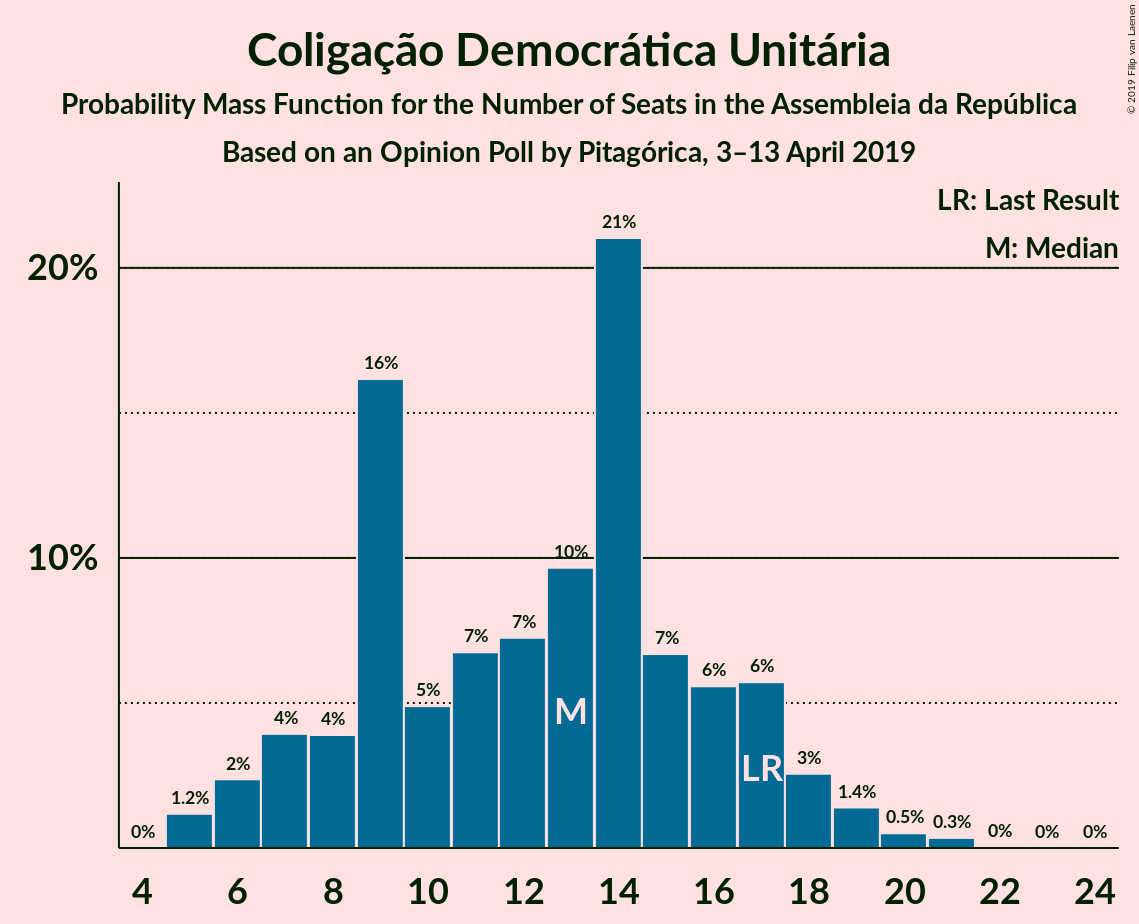 Coligação Democrática Unitária
Probability Mass Function for the Number of Seats in the Assembleia da República
Based on an Opinion Poll by Pitagórica, 3–13 April 2019
© 2019 Filip van Laenen
LR: Last Result
M: Median
20%
10%
0%
1.2%
2%
4%
4%
16%
5%
7%
7%
10%
21%
7%
6%
6%
3%
1.4%
0.5%
0.3%
0%
0%
0%
M
LR
4 6 8 10 12 14 16 18 20 22 24